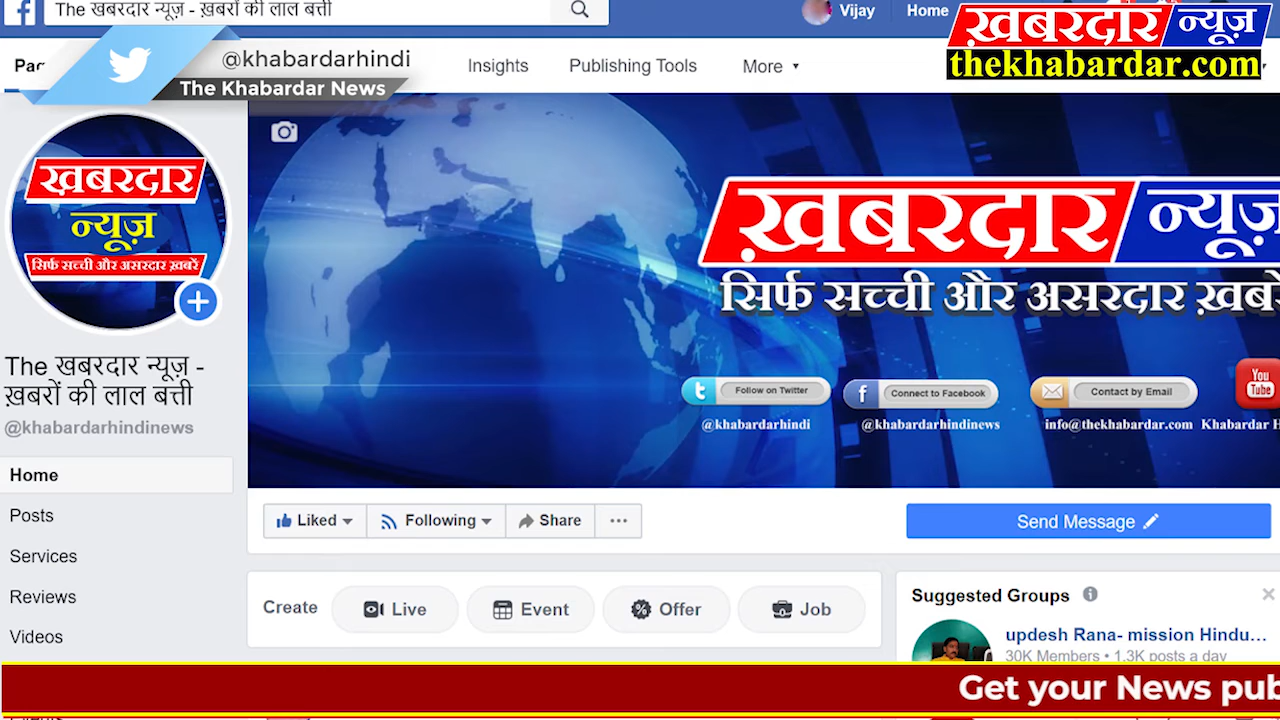 The खबरदार न्यूज़ - ख़बरों की लाल बत्ती
Vijay
Home
ख़बरदार न्यूज़
thekhabardar.com
@khabardarhindi
The Khabardar News
Insights
Publishing Tools
More
ख़बरदार
न्यूज़
सिर्फ सच्ची और असरदार ख़बरें
ख़बरदार न्यूज़
सिर्फ सच्ची और असरदार ख़बरें
The खबरदार न्यूज़ -
ख़बरों की लाल बत्ती
@khabardarhindinews
Follow on Twitter
@khabardarhindi
Connect to Facebook
@khabardarhindinews
Contact by Email
info@thekhabardar.com
You
Tube
Khabardar H
Home
Posts
Services
Reviews
Videos
Liked
Following
Share
Send Message
Create
Live
Event
Offer
Job
Suggested Groups
updesh Rana- mission Hindu...
30K Members • 1.3K posts a day
Get your News pub